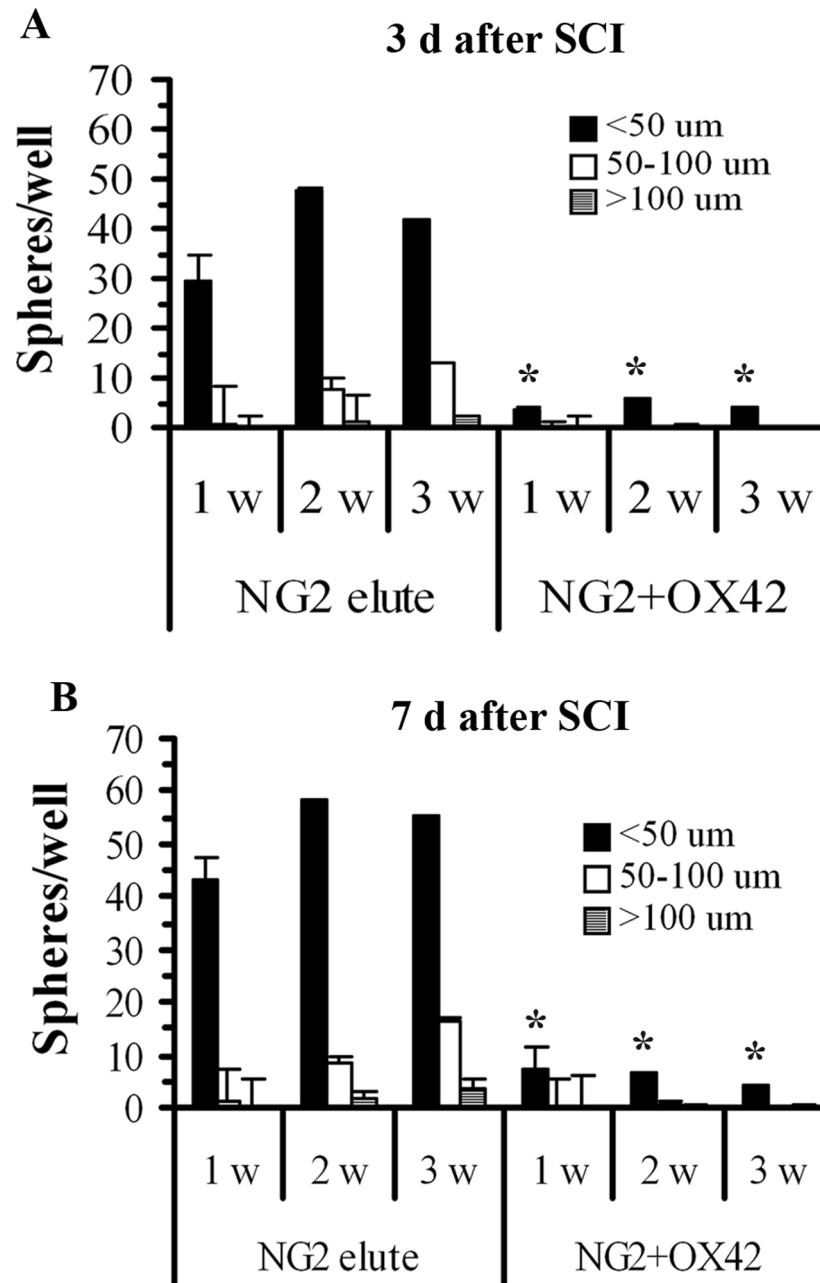 A
3 d after SCI
Spheres/well
70
60
50
40
30
20
10
0
<50 um
50-100 um
>100 um
* * *
1 w 2 w 3 w 1 w 2 w 3 w
NG2 elute NG2+OX42
B
7 d after SCI
Spheres/well
70
60
50
40
30
20
10
0
<50 um
50-100 um
>100 um
* * *
1 w 2 w 3 w 1 w 2 w 3 w
NG2 elute NG2+OX42